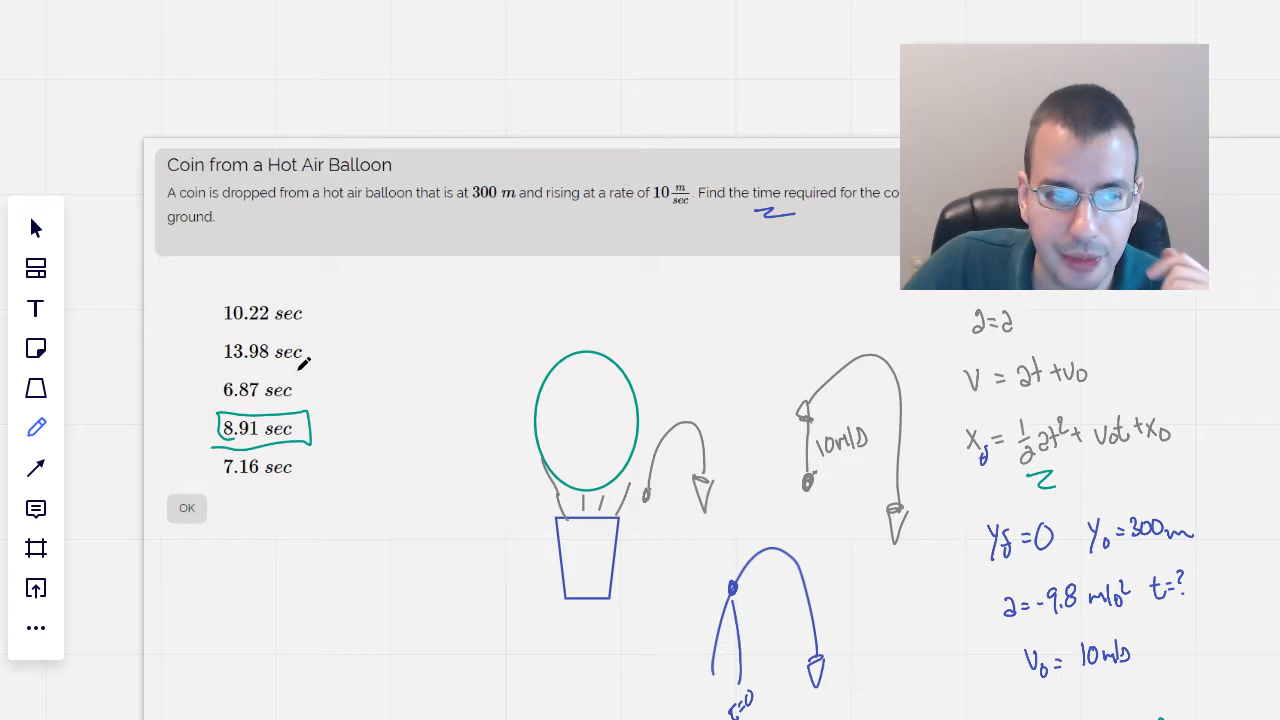 Coin from a Hot Air Balloon
A coin is dropped from a hot air balloon that is at 300 m and rising at a rate of 10 m/sec. Find the time required for the co
ground.
10.22 sec
13.98 sec
6.87 sec
8.91 sec
7.16 sec
OK
T
10m/s
a=a
V = at+v0
Xf = 1/2 at²+ v0t+x0
yf=0 y0=300m
a=-9.8 m/s² t=?
v0= 10m/s
t=0